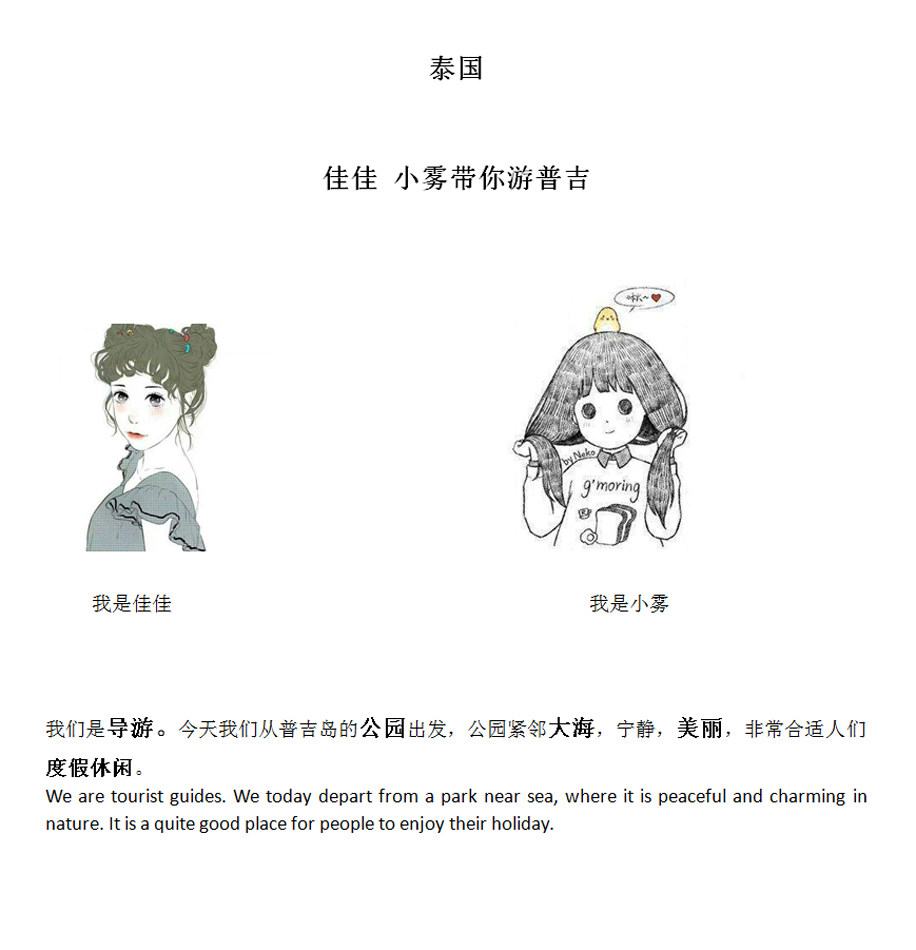 泰国
佳佳 小雾带你游普吉
by Neko
g'moring
我是佳佳
我是小雾
我们是导游。今天我们从普吉岛的公园出发，公园紧邻大海，宁静，美丽，非常合适人们
度假休闲。
We are tourist guides. We today depart from a park near sea, where it is peaceful and charming in
nature. It is a quite good place for people to enjoy their holiday.